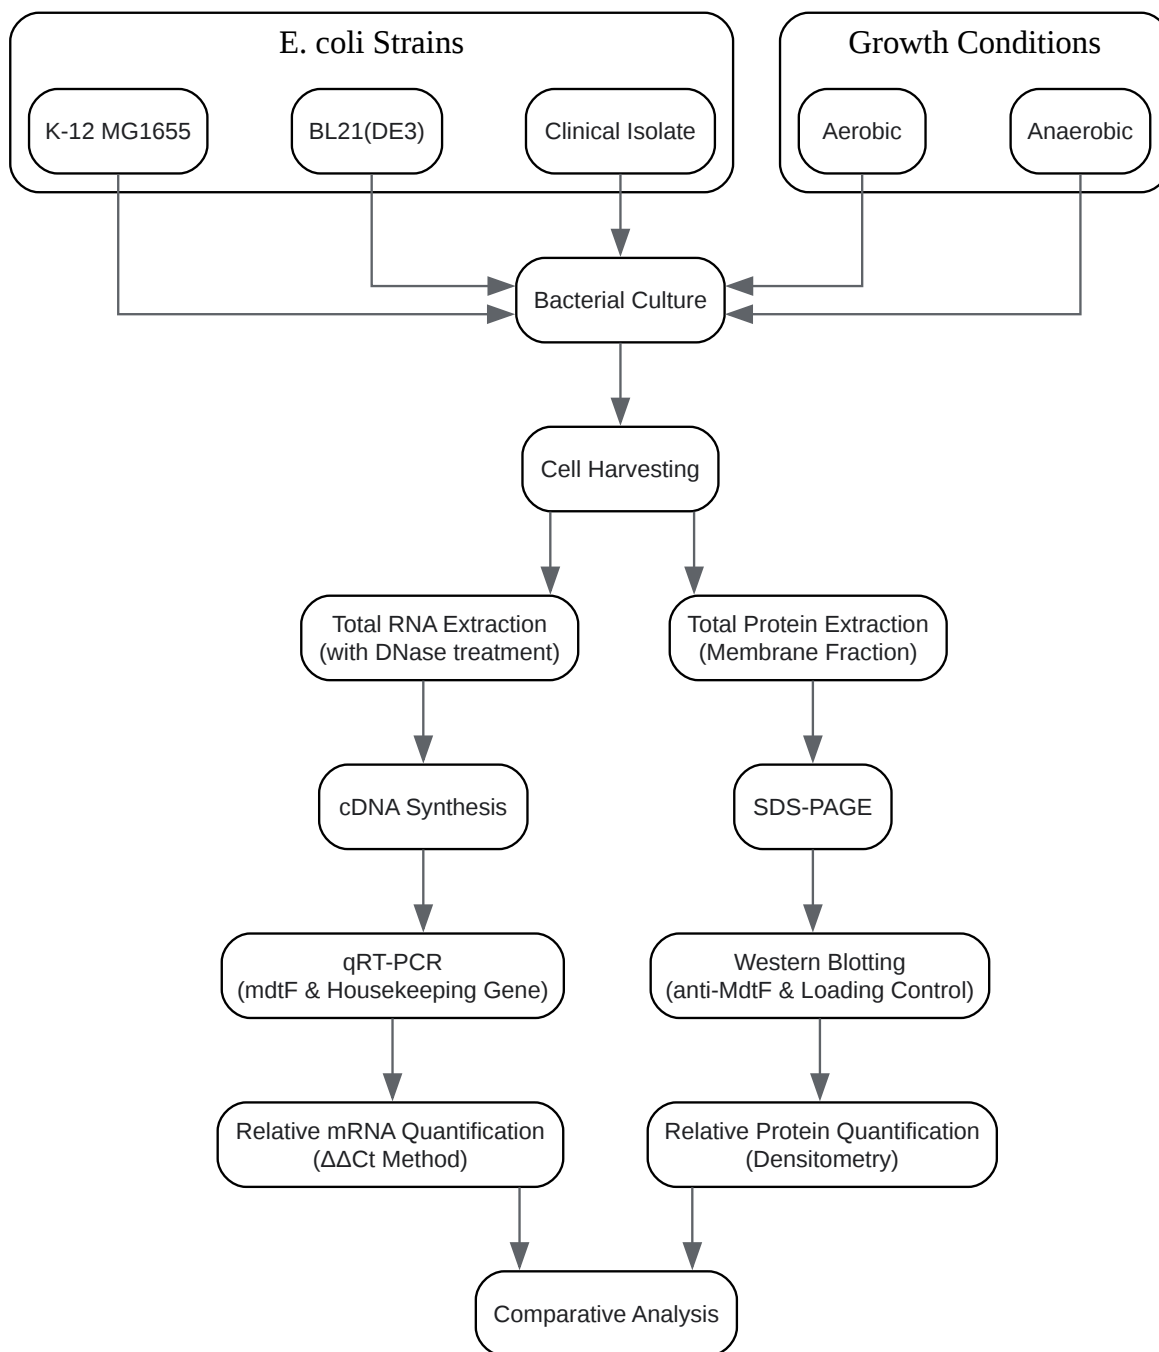 E. coli Strains
Growth Conditions
K-12 MG1655
BL21(DE3)
Clinical Isolate
Aerobic
Anaerobic
Bacterial Culture
Cell Harvesting
Total RNA Extraction
(with DNase treatment)
Total Protein Extraction
(Membrane Fraction)
cDNA Synthesis
SDS-PAGE
qRT-PCR
(mdtF & Housekeeping Gene)
Western Blotting
(anti-MdtF & Loading Control)
Relative mRNA Quantification
(ΔΔCt Method)
Relative Protein Quantification
(Densitometry)
Comparative Analysis